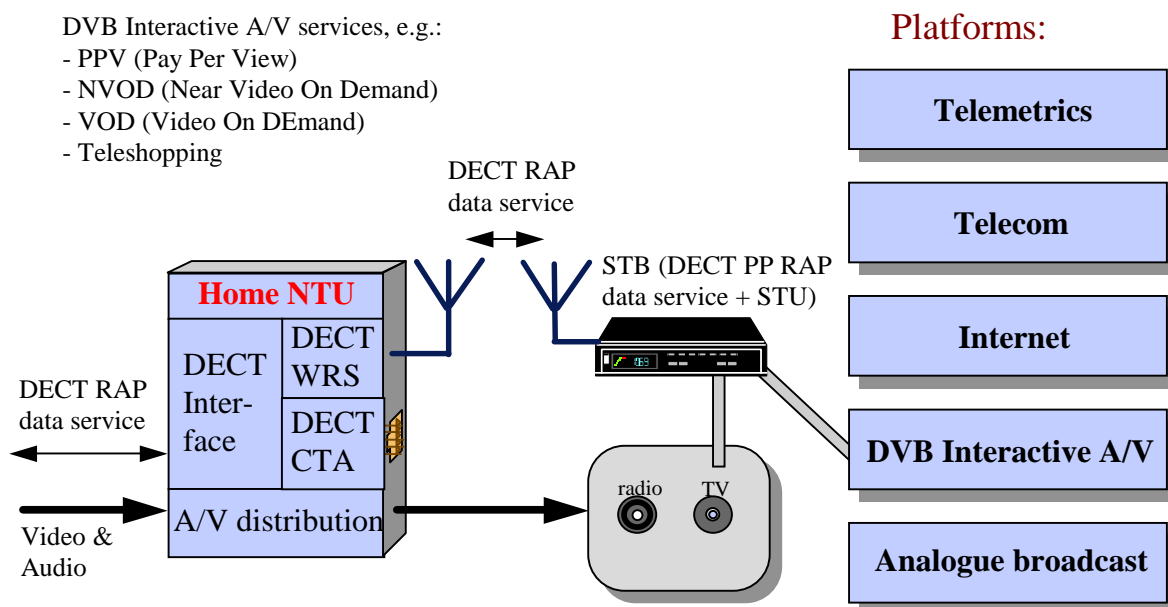 DVB Interactive A/V services, e.g.:
- PPV (Pay Per View)
- NVOD (Near Video On Demand)
- VOD (Video On DEmand)
- Teleshopping
Platforms:
Telemetrics
Telecom
Internet
DVB Interactive A/V
Analogue broadcast
DECT RAP
data service
STB (DECT PP RAP
data service + STU)
Home NTU
DECT
Inter-
face
DECT
WRS
DECT
CTA
A/V distribution
DECT RAP
data service
Video &
Audio
radio
TV